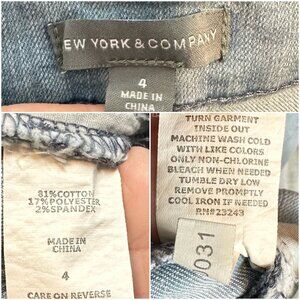 EW YORK & COMPANY
4
MADE IN
CHINA
81%COTTON
17%POLYESTER
2%SPANDEX
MADE IN
CHINA
4
CARE ON REVERSE
TURN GARMENT
INSIDE OUT
MACHINE WASH COLD
WITH LIKE COLORS
ONLY NON-CHLORINE
BLEACH WHEN NEEDED
TUMBLE DRY LOW
REMOVE PROMPTLY
COOL IRON IF NEEDED
RN#23243
0031